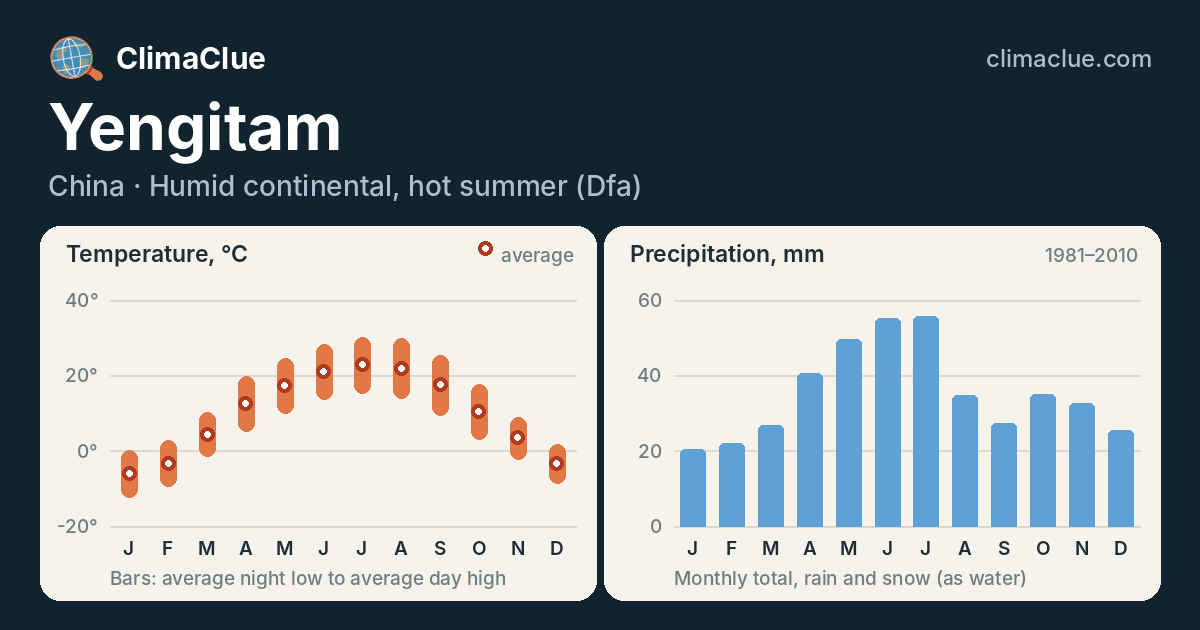 ClimaClue
climaclue.com
Yengitam
China · Humid continental, hot summer (Dfa)
Temperature, °C
average
40°
20°
0°
-20°
J F M A M J J A S O N D
Bars: average night low to average day high
Precipitation, mm
1981–2010
60
40
20
0
J F M A M J J A S O N D
Monthly total, rain and snow (as water)